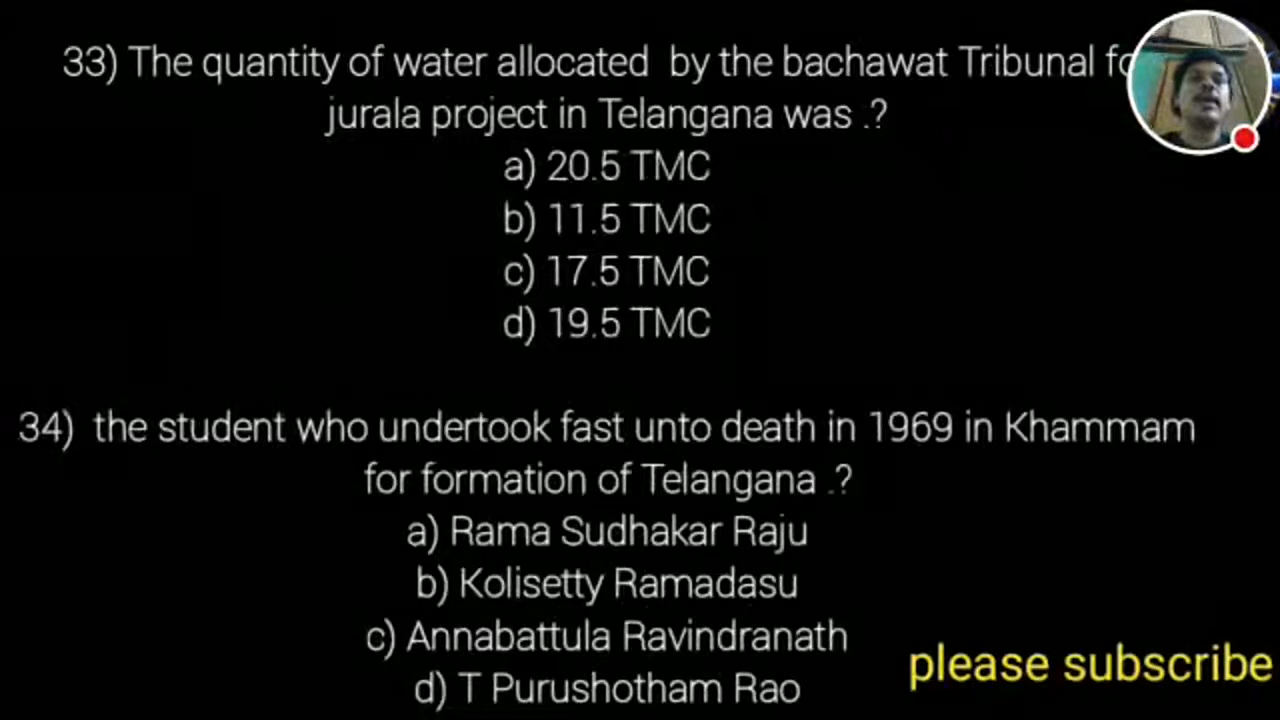 33) The quantity of water allocated by the bachawat Tribunal
jurala project in Telangana was .?
a) 20.5 TMC
b) 11.5 TMC
c) 17.5 TMC
d) 19.5 TMC
34) the student who undertook fast unto death in 1969 in Khammam
for formation of Telangana .?
a) Rama Sudhakar Raju
b) Kolisetty Ramadasu
c) Annabattula Ravindranath
d) T Purushotham Rao
please subscribe